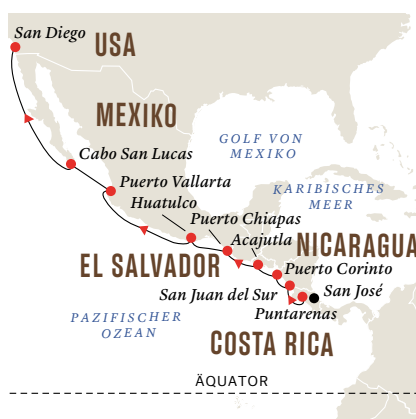 San Diego
USA
MEXIKO
GOLF VON
MEXIKO
Cabo San Lucas
Puerto Vallarta
KARIBISCHES
MEER
Huatulco
Puerto Chiapas
Acajutla
NICARAGUA
EL SALVADOR
Puerto Corinto
San Juan del Sur
San José
Puntarenas
PAZIFISCHER
OZEAN
COSTA RICA
ÄQUATOR